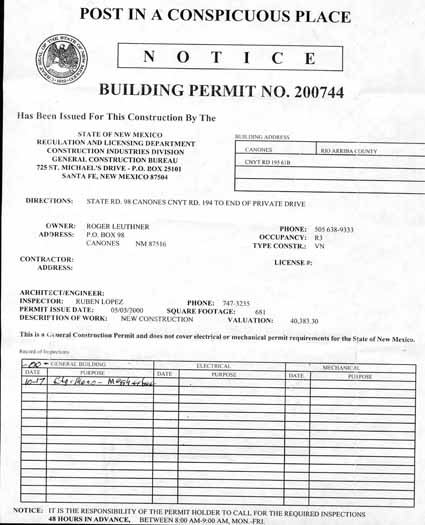 POST IN A CONSPICUOUS PLACE
NOTICE
BUILDING PERMIT NO. 200744
Has Been Issued For This Construction By The
STATE OF NEW MEXICO
REGULATION AND LICENSING DEPARTMENT
CONSTRUCTION INDUSTRIES DIVISION
GENERAL CONSTRUCTION BUREAU
725 ST. MICHAEL'S DRIVE - P.O. BOX 25101
SANTA FE, NEW MEXICO 87504
BUILDING ADDRESS
CANONES RIO ARRIBA COUNTY
CNYT RD 195 61B
DIRECTIONS: STATE RD. 98 CANONES CNYT RD. 194 TO END OF PRIVATE DRIVE
OWNER: ROGER LEUTHNER PHONE: 505 638-9333
ADDRESS: P.O. BOX 98 OCCUPANCY: R3
CANONES NM 87516 TYPE CONSTR.: VN
CONTRACTOR: LICENSE #:
ADDRESS:
ARCHITECT/ENGINEER:
INSPECTOR: RUBEN LOPEZ PHONE: 747-3235
PERMIT ISSUE DATE: 05/03/2000 SQUARE FOOTAGE: 681
DESCRIPTION OF WORK: NEW CONSTRUCTION VALUATION: 40,383.30
This is a General Construction Permit and does not cover electrical or mechanical permit requirements for the State of New Mexico.
Record of Inspections
-00- GENERAL BUILDING ELECTRICAL MECHANICAL
DATE PURPOSE DATE PURPOSE DATE PURPOSE
10-17
NOTICE: IT IS THE RESPONSIBILITY OF THE PERMIT HOLDER TO CALL FOR THE REQUIRED INSPECTIONS
48 HOURS IN ADVANCE, BETWEEN 8:00 AM-9:00 AM, MON.-FRI.